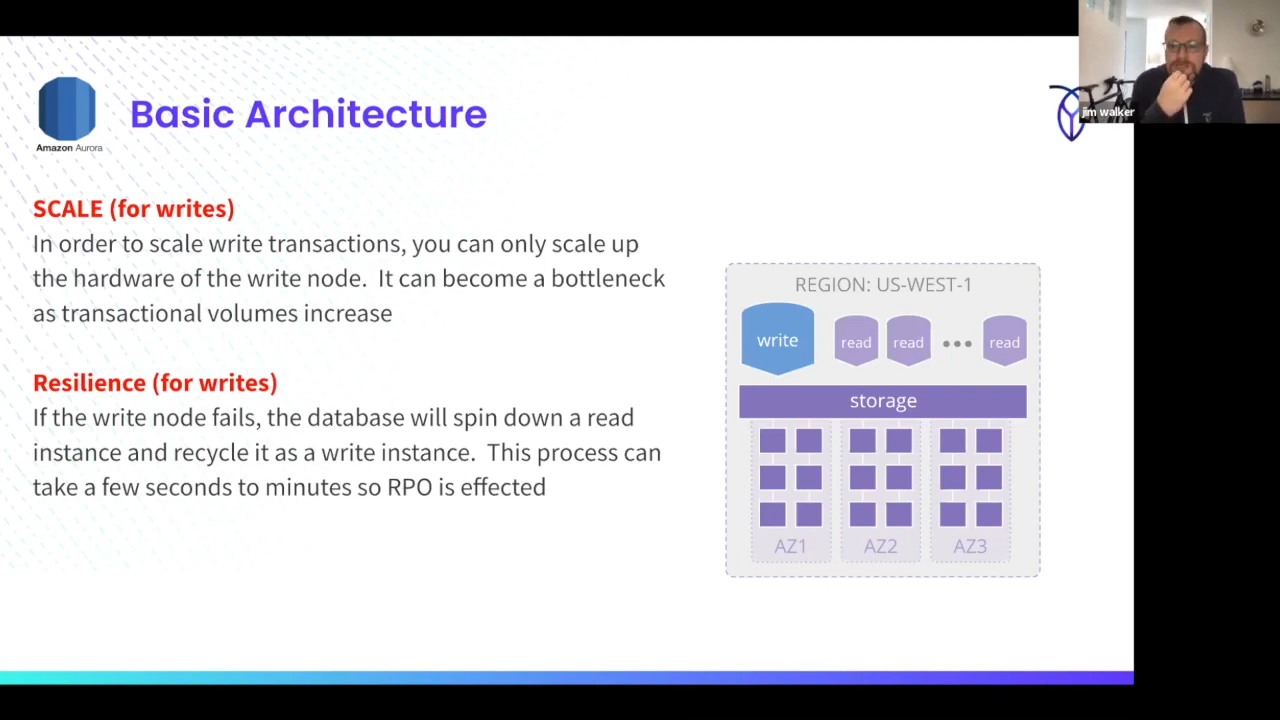 Basic Architecture
Amazon Aurora
jim walker
SCALE (for writes)
In order to scale write transactions, you can only scale up
the hardware of the write node.  It can become a bottleneck
as transactional volumes increase
Resilience (for writes)
If the write node fails, the database will spin down a read
instance and recycle it as a write instance.  This process can
take a few seconds to minutes so RPO is effected
REGION: US-WEST-1
write
read
read
read
storage
AZ1
AZ2
AZ3